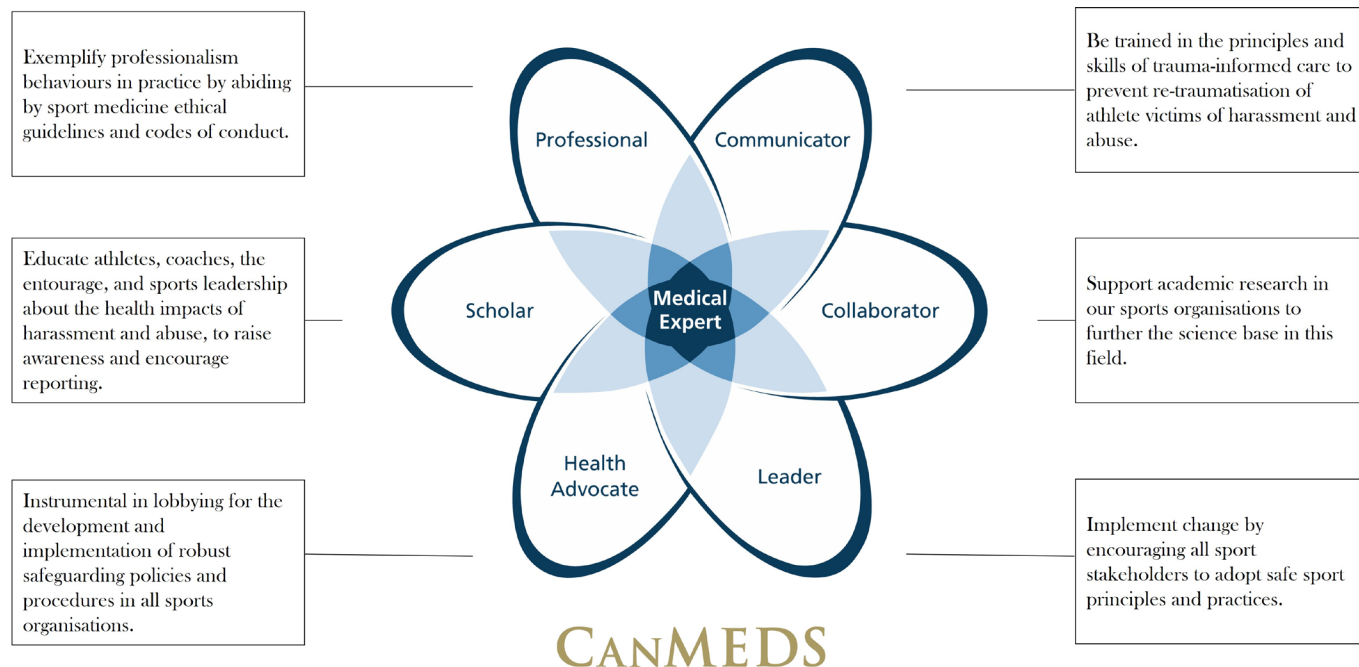 Exemplify professionalism
behaviours in practice by abiding
by sport medicine ethical
guidelines and codes of conduct.
Professional
Communicator
Be trained in the principles and
skills of trauma-informed care to
prevent re-traumatisation of
athlete victims of harassment and
abuse.
Educate athletes, coaches, the
entourage, and sports leadership
about the health impacts of
harassment and abuse, to raise
awareness and encourage
reporting.
Scholar
Medical
Expert
Collaborator
Support academic research in
our sports organisations to
further the science base in this
field.
Instrumental in lobbying for the
development and
implementation of robust
safeguarding policies and
procedures in all sports
organisations.
Health
Advocate
Leader
Implement change by
encouraging all sport
stakeholders to adopt safe sport
principles and practices.
CANMEDS